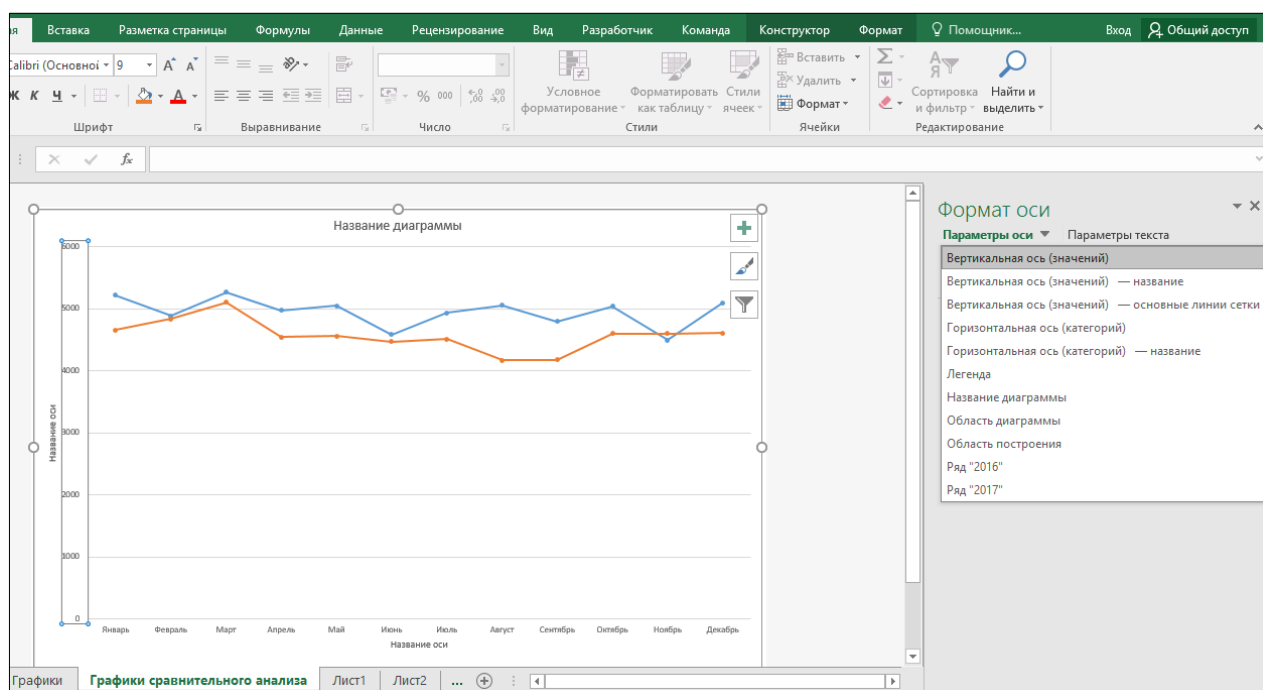 ая Вставка Разметка страницы Формулы Данные Рецензирование Вид Разработчик Команда Конструктор Формат Помощник... Вход Общий доступ
Calibri (Основной 9 А А
Ж К Ч А % 000
Условное форматирование
Форматировать как таблицу
Стили ячеек
Вставить
Удалить
Формат
Сортировка и фильтр
Найти и выделить
Шрифт Выравнивание Число Стили Ячейки Редактирование
fx
Название диаграммы
6000
5000
4000
3000
2000
1000
0
Название оси
Январь Февраль Март Апрель Май Июнь Июль Август Сентябрь Октябрь Ноябрь Декабрь
Название оси
Формат оси
Параметры оси Параметры текста
Вертикальная ось (значений)
Вертикальная ось (значений) — название
Вертикальная ось (значений) — основные линии сетки
Горизонтальная ось (категорий)
Горизонтальная ось (категорий) — название
Легенда
Название диаграммы
Область диаграммы
Область построения
Ряд "2016"
Ряд "2017"
Графики Графики сравнительного анализа Лист1 Лист2 ...